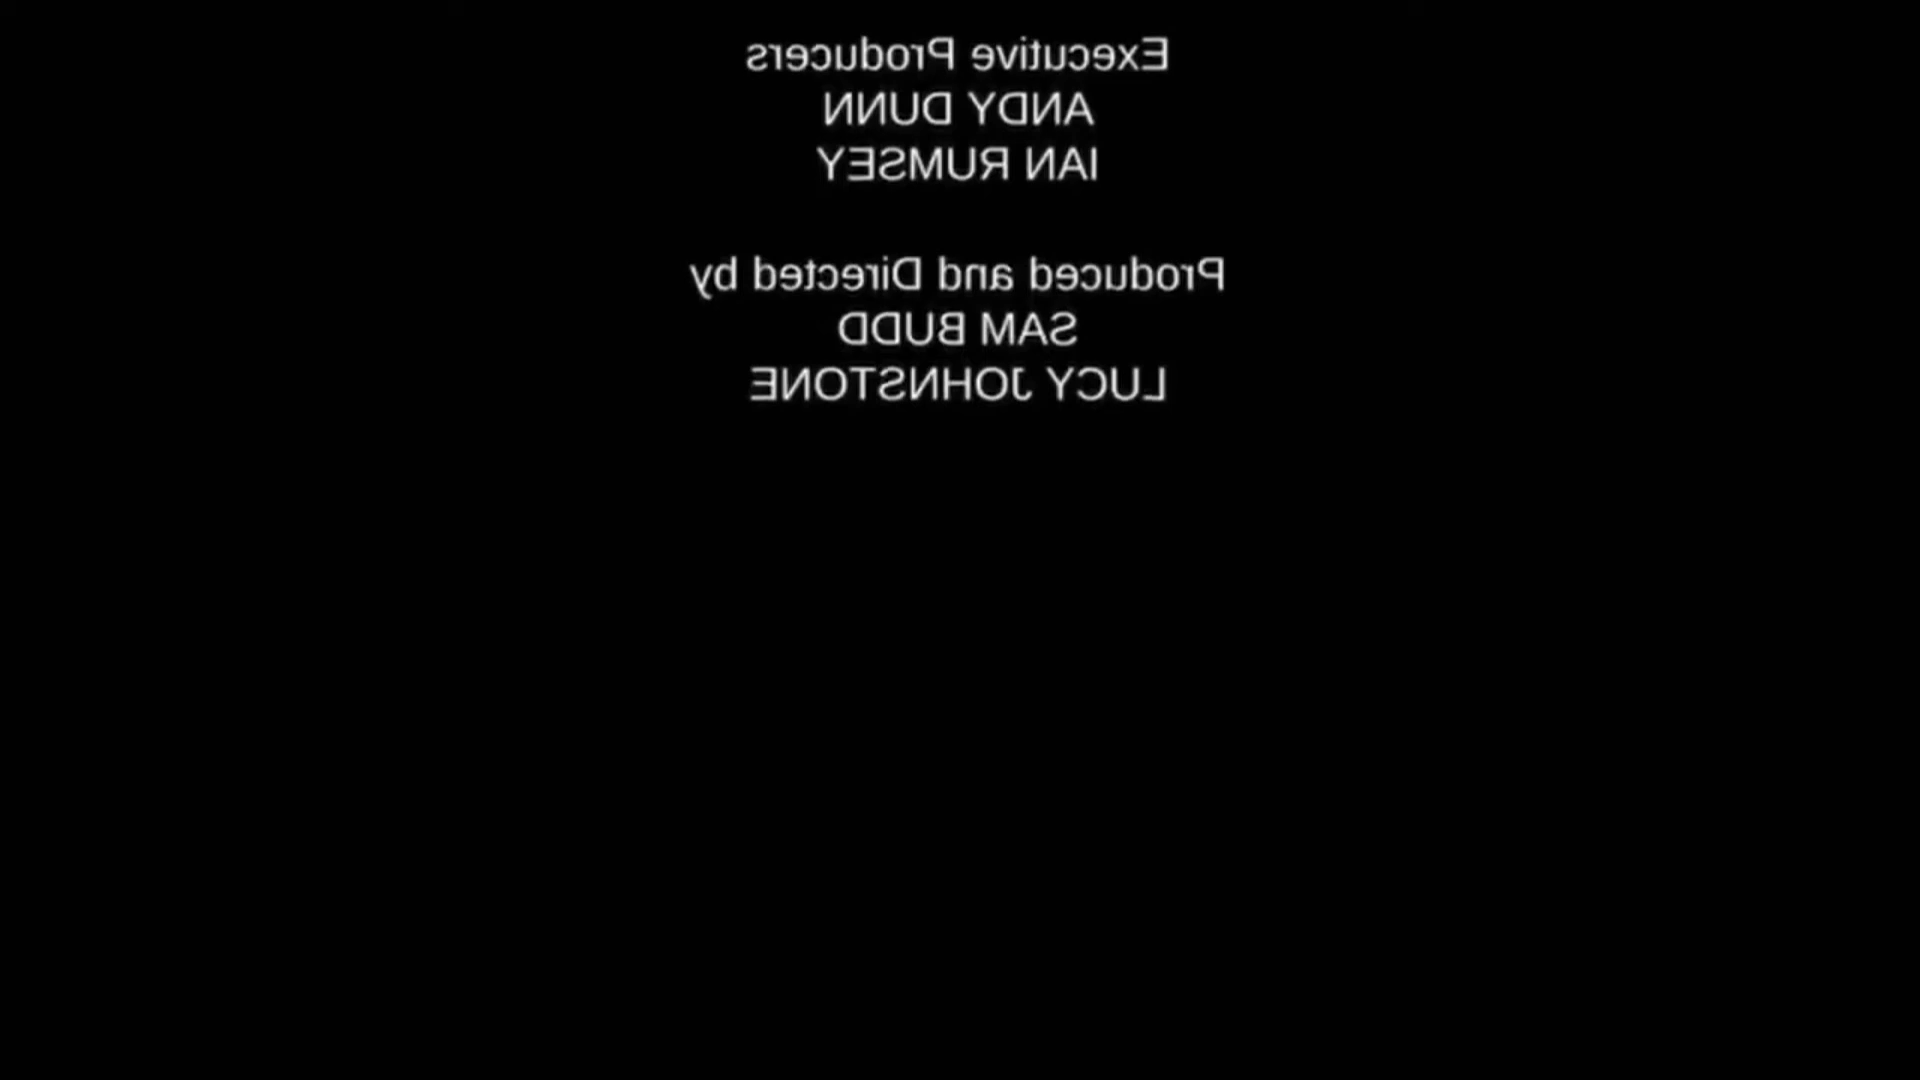 Executive Producers
ANDY DUNN
IAN RUMSEY
Produced and Directed by
SAM BUDD
LUCY JOHNSTONE